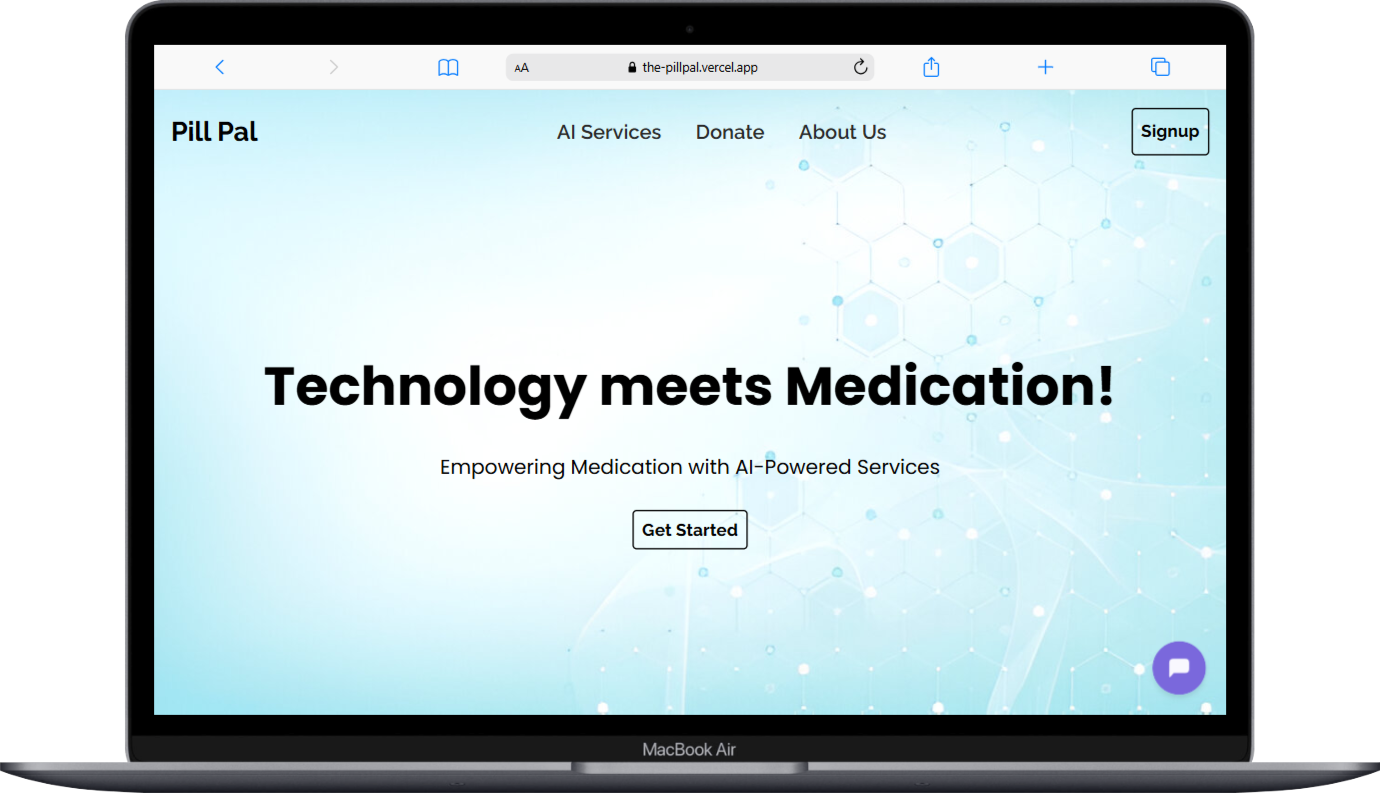 AA the-pillpal.vercel.app
Pill Pal AI Services Donate About Us Signup
Technology meets Medication!
Empowering Medication with AI-Powered Services
Get Started
MacBook Air